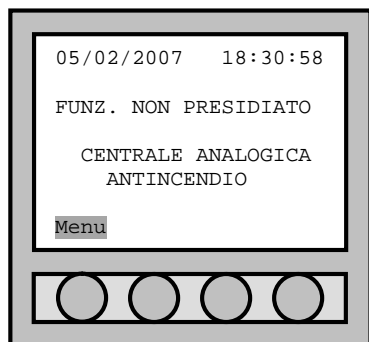 05/02/2007 18:30:58
FUNZ. NON PRESIDIATO
CENTRALE ANALOGICA
ANTINCENDIO
Menu